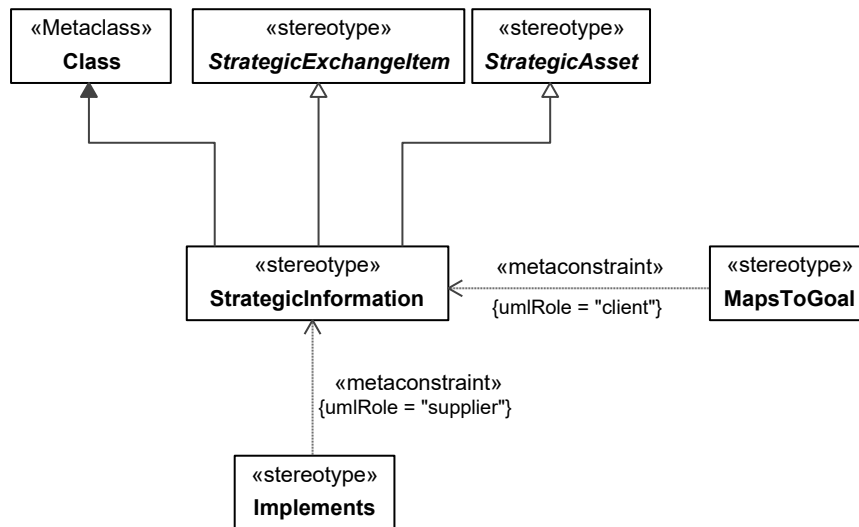 «Metaclass»
Class
«stereotype»
StrategicExchangeItem
«stereotype»
StrategicAsset
«stereotype»
StrategicInformation
«metaconstraint»
{umlRole = "client"}
«stereotype»
MapsToGoal
«metaconstraint»
{umlRole = "supplier"}
«stereotype»
Implements